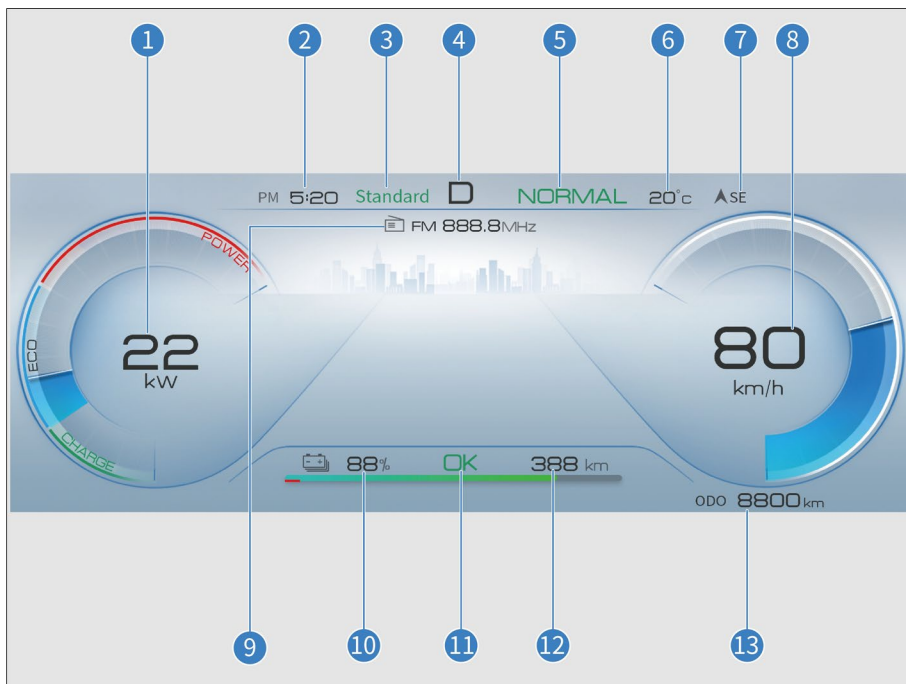 1 2 3 4 5 6 7 8
PM 5:20 Standard D NORMAL 20°c SE
FM 888.8MHz
POWER
ECO
CHARGE
22
kW
80
km/h
88% OK 388 km
ODO 8800km
9 10 11 12 13